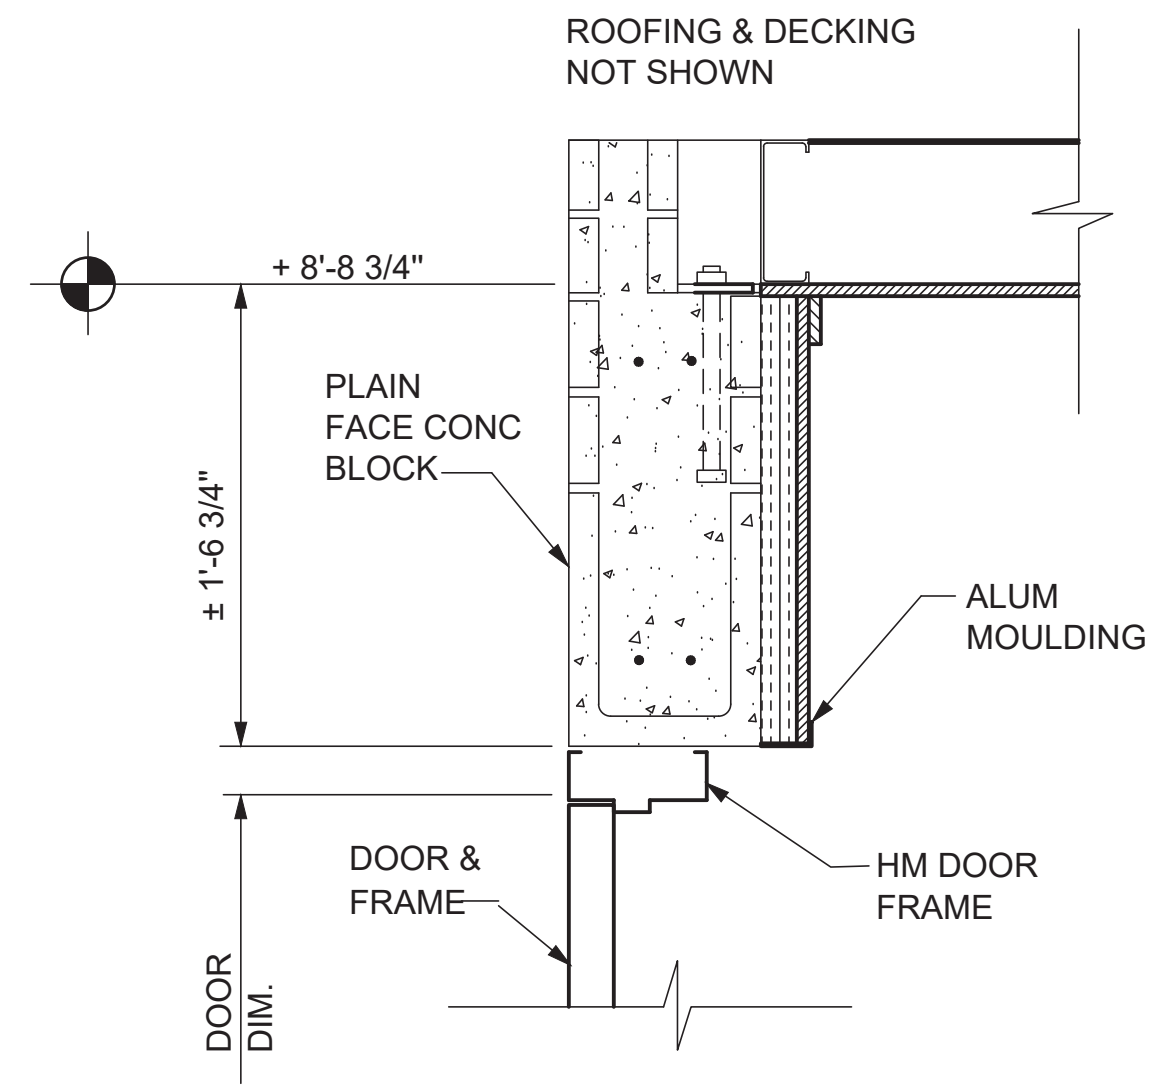 ROOFING & DECKING
NOT SHOWN
+ 8'-8 3/4"
PLAIN
FACE CONC
BLOCK
± 1'-6 3/4"
ALUM
MOULDING
DOOR &
FRAME
HM DOOR
FRAME
DOOR
DIM.